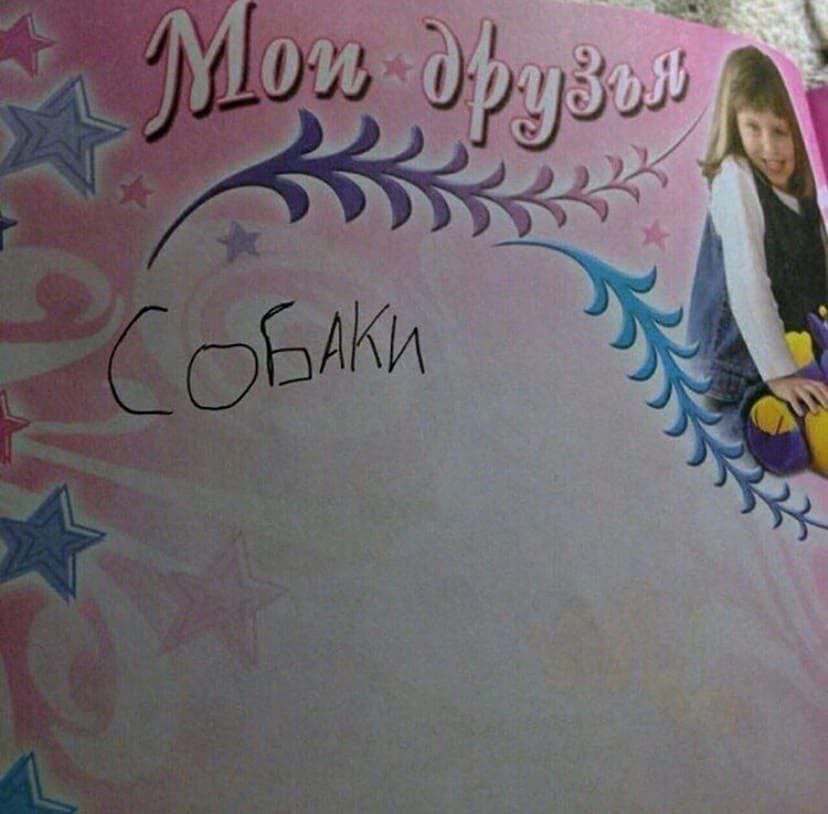 Мои друзья
Собаки